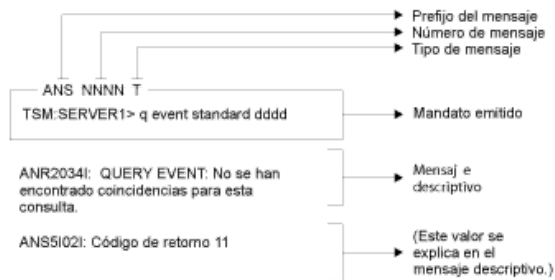 Prefijo del mensaje
Número de mensaje
Tipo de mensaje
ANS NNNN T
TSM:SERVER1> q event standard dddd
Mandato emitido
ANR2034I: QUERY EVENT: No se han
encontrado coincidencias para esta
consulta.
Mensaj e
descriptivo
ANS5I02I: Código de retorno 11
(Este valor se
explica en el
mensaje descriptivo.)